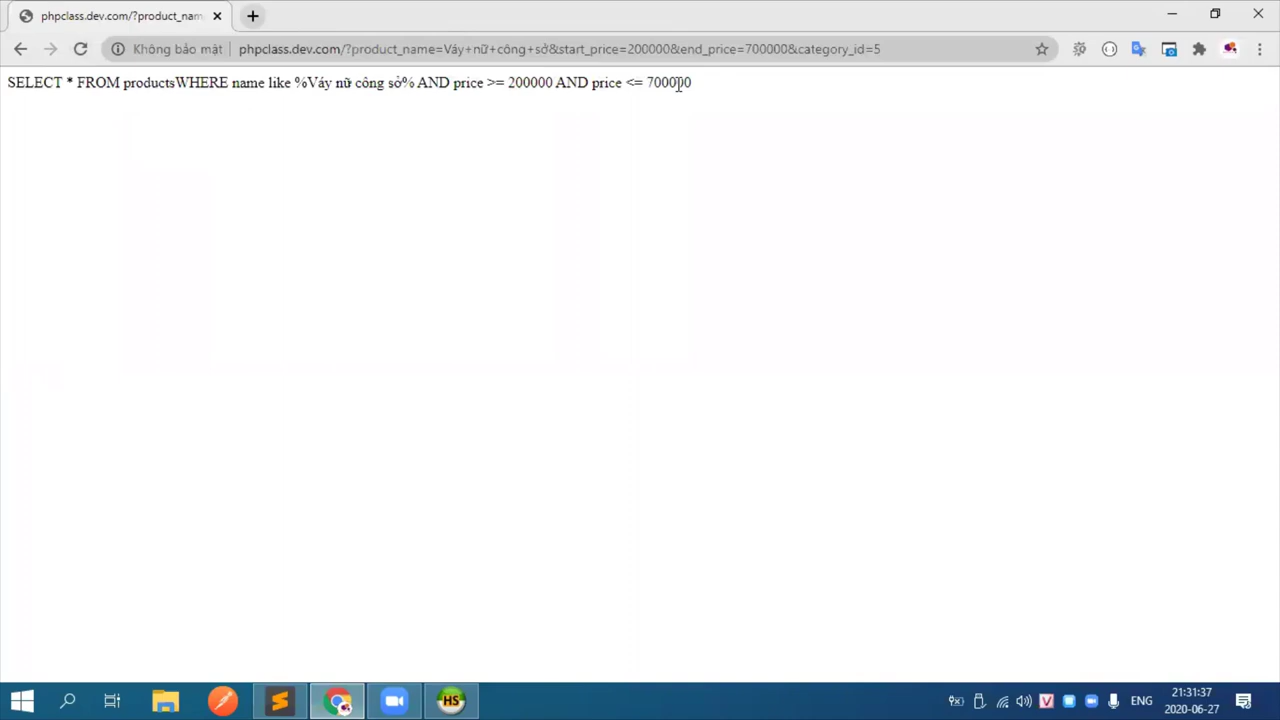 phpclass.dev.com/?product_nam
Không bảo mật
phpclass.dev.com/?product_name=Váy+nữ+công+sở&start_price=200000&end_price=700000&category_id=5
SELECT * FROM productsWHERE name like %Váy nữ công sở% AND price >= 200000 AND price <= 700000
HS
V
ENG
21:31:37
2020-06-27